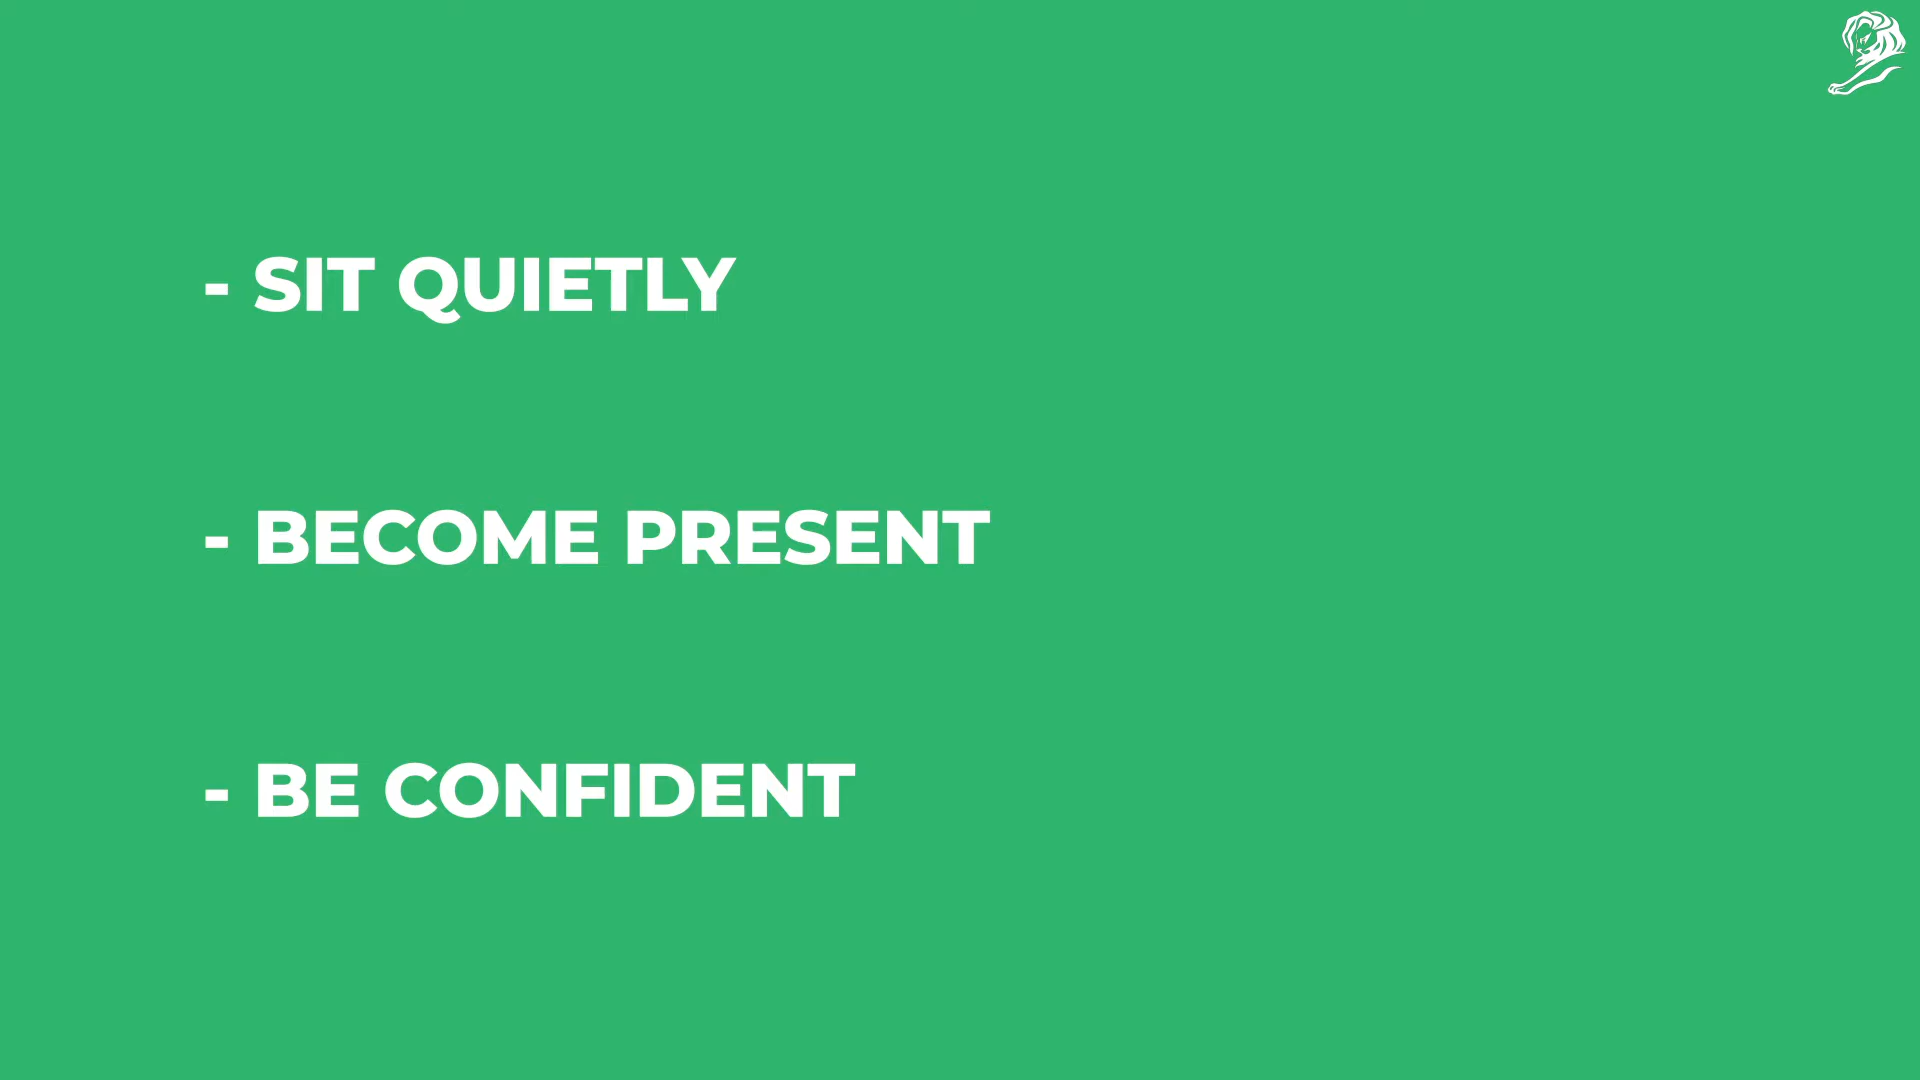 - SIT QUIETLY
- BECOME PRESENT
- BE CONFIDENT